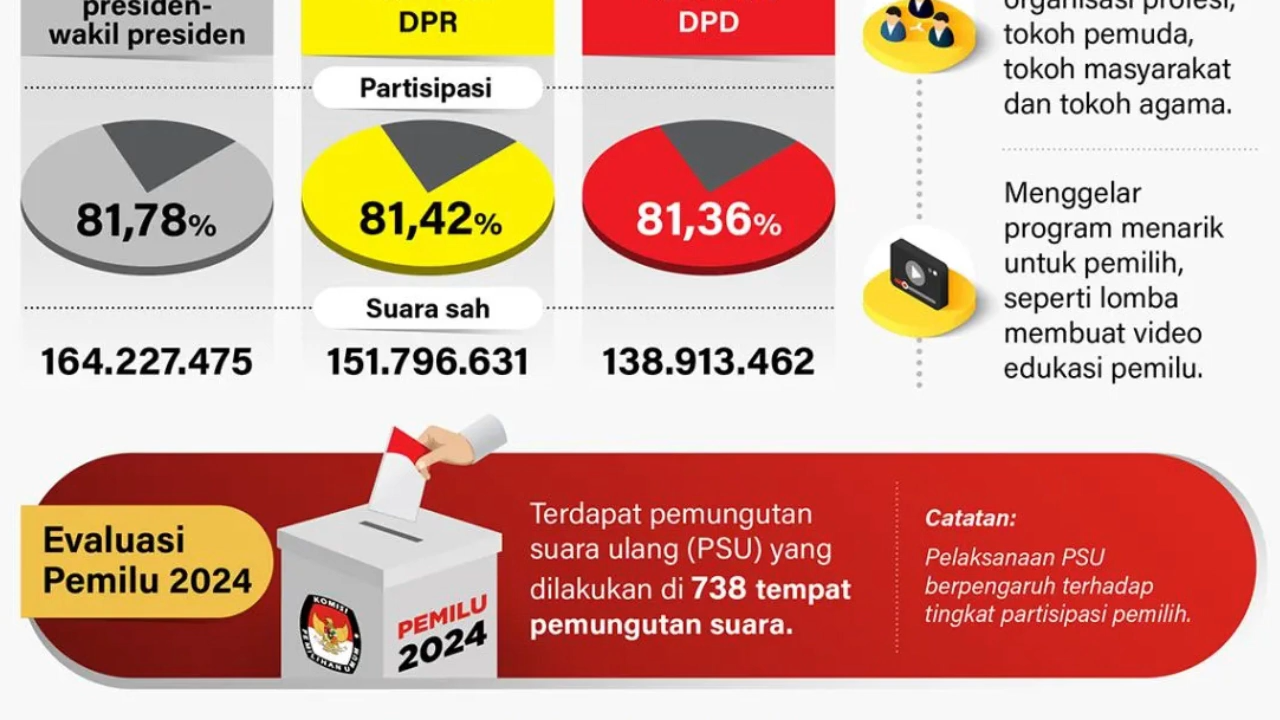 presiden-
wakil presiden
DPR
DPD
Partisipasi
81,78%
81,42%
81,36%
Suara sah
164.227.475
151.796.631
138.913.462
organisasi profesi,
tokoh pemuda,
tokoh masyarakat
dan tokoh agama.
Menggelar
program menarik
untuk pemilih,
seperti lomba
membuat video
edukasi pemilu.
Evaluasi
Pemilu 2024
KOMISI
PEMILIHAN UMUM
PEMILU
2024
Terdapat pemungutan
suara ulang (PSU) yang
dilakukan di 738 tempat
pemungutan suara.
Catatan:
Pelaksanaan PSU
berpengaruh terhadap
tingkat partisipasi pemilih.